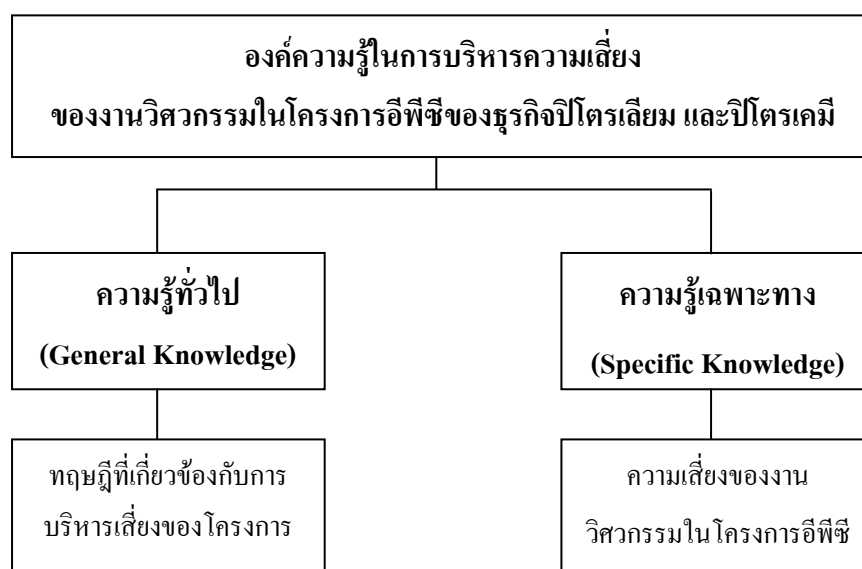 องค์ความรู้ในการบริหารความเสี่ยง
ของงานวิศวกรรมในโครงการอีพีซีของธุรกิจปิโตรเลียม และปิโตรเคมี
ความรู้ทั่วไป
(General Knowledge)
ความรู้เฉพาะทาง
(Specific Knowledge)
ทฤษฎีที่เกี่ยวข้องกับการ
บริหารเสี่ยงของโครงการ
ความเสี่ยงของงาน
วิศวกรรมในโครงการอีพีซี